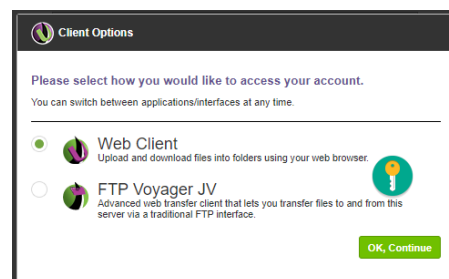 Client Options
Please select how you would like to access your account.
You can switch between applications/interfaces at any time.
Web Client
Upload and download files into folders using your web browser.
FTP Voyager JV
Advanced web transfer client that lets you transfer files to and from this
server via a traditional FTP interface.
OK, Continue